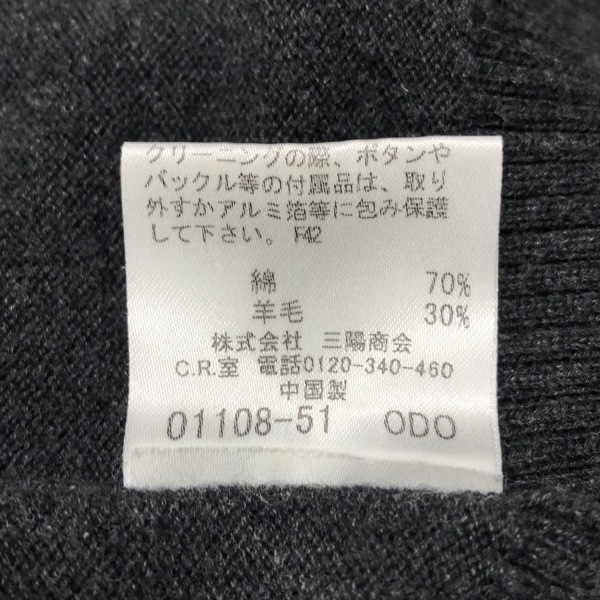 クリーニングの際、ボタンや
バックル等の付属品は、取り
外すかアルミ箔等に包み保護
して下さい。 F42
綿 70%
羊毛 30%
株式会社 三陽商会
C.R.室 電話0120-340-460
中国製
01108-51 ODO